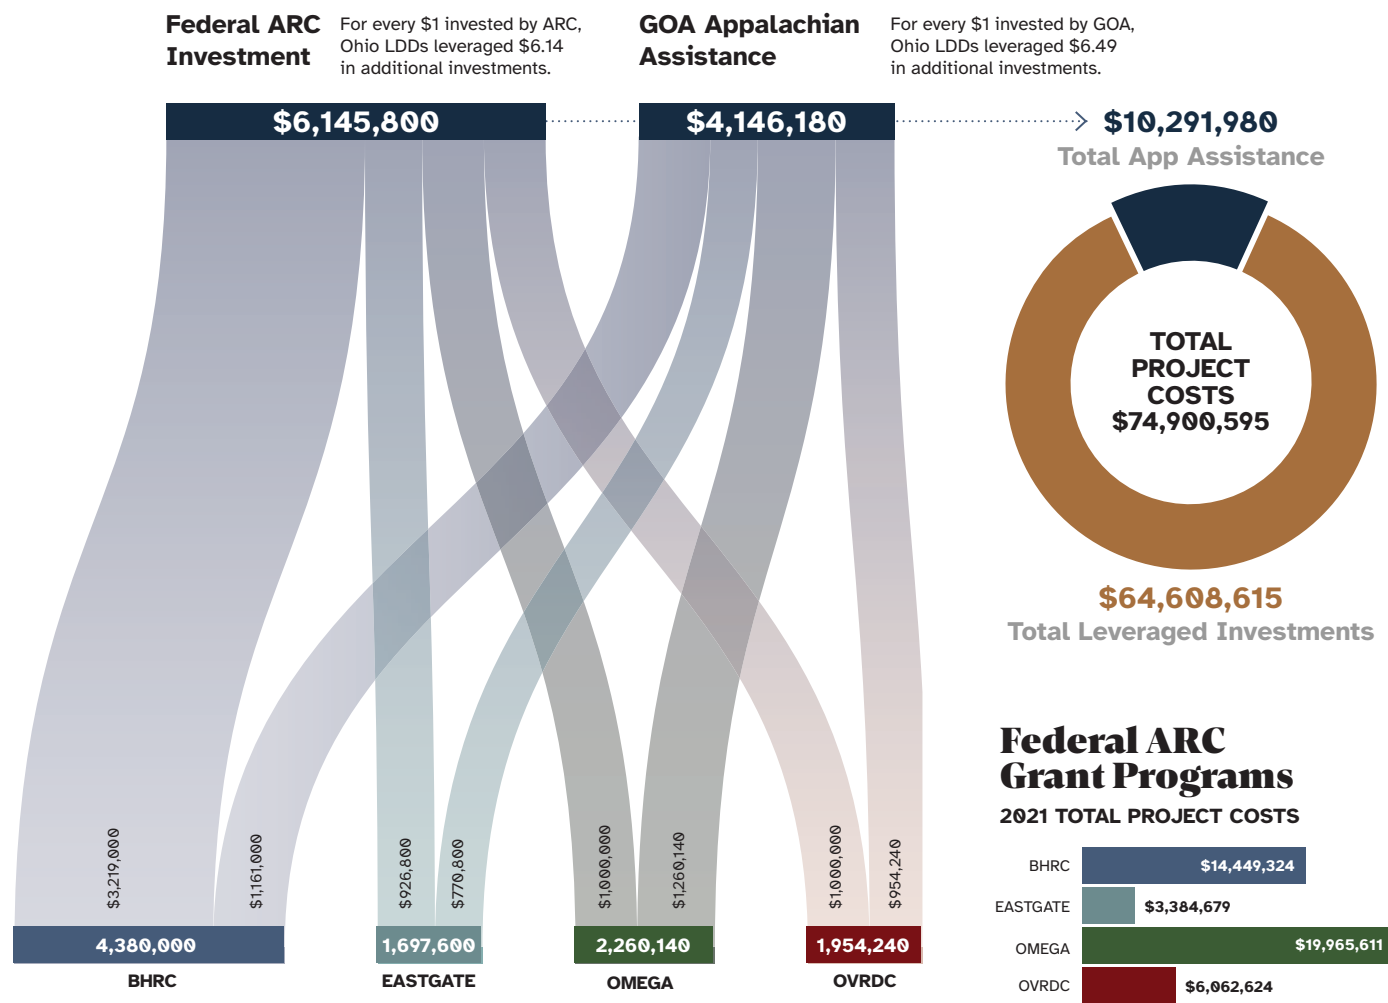 Federal ARC
Investment
For every $1 invested by ARC,
Ohio LDDs leveraged $6.14
in additional investments.
GOA Appalachian
Assistance
For every $1 invested by GOA,
Ohio LDDs leveraged $6.49
in additional investments.
$6,145,800
$4,146,180
$10,291,980
Total App Assistance
TOTAL
PROJECT
COSTS
$74,900,595
$64,608,615
Total Leveraged Investments
$3,219,000
$1,161,000
$926,800
$770,800
$1,000,000
$1,260,140
$1,000,000
$954,240
4,380,000
1,697,600
2,260,140
1,954,240
BHRC
EASTGATE
OMEGA
OVRDC
Federal ARC
Grant Programs
2021 TOTAL PROJECT COSTS
BHRC $14,449,324
EASTGATE $3,384,679
OMEGA $19,965,611
OVRDC $6,062,624